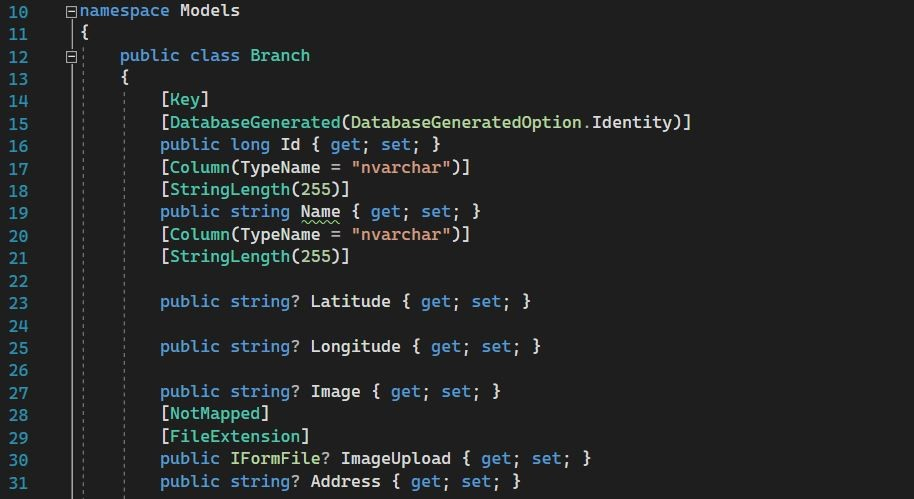 10 namespace Models
11 {
12 public class Branch
13 {
14 [Key]
15 [DatabaseGenerated(DatabaseGeneratedOption.Identity)]
16 public long Id { get; set; }
17 [Column(TypeName = "nvarchar")]
18 [StringLength(255)]
19 public string Name { get; set; }
20 [Column(TypeName = "nvarchar")]
21 [StringLength(255)]
22
23 public string? Latitude { get; set; }
24
25 public string? Longitude { get; set; }
26
27 public string? Image { get; set; }
28 [NotMapped]
29 [FileExtension]
30 public IFormFile? ImageUpload { get; set; }
31 public string? Address { get; set; }